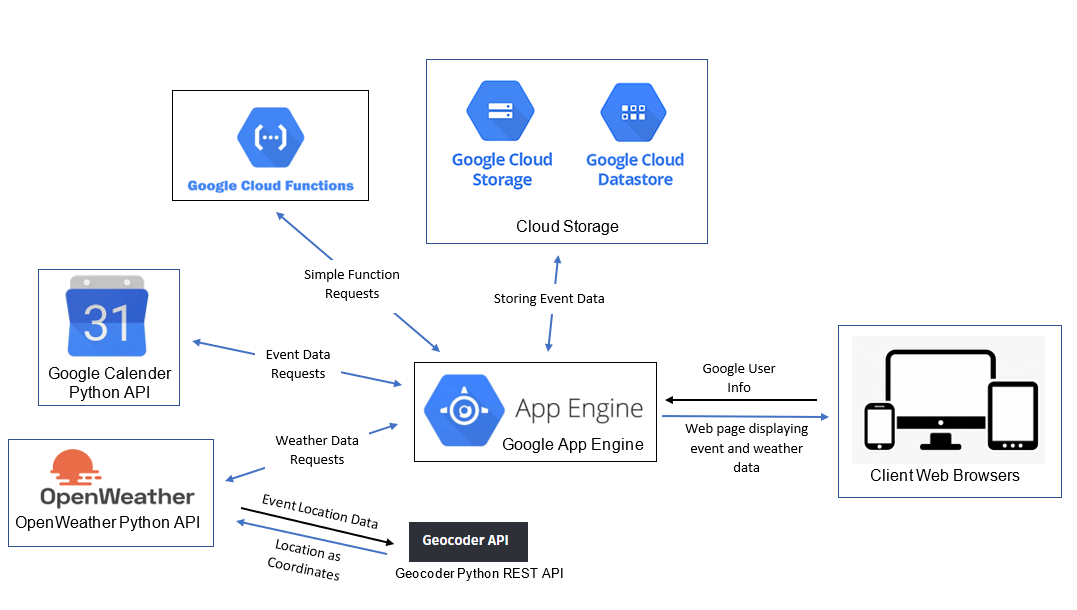 Google Cloud Functions
Google Cloud
Storage
Google Cloud
Datastore
Cloud Storage
Simple Function
Requests
Storing Event Data
31
Google Calender
Python API
Event Data
Requests
App Engine
Google App Engine
Google User
Info
Web page displaying
event and weather
data
Client Web Browsers
Weather Data
Requests
OpenWeather
OpenWeather Python API
Event Location Data
Location as
Coordinates
Geocoder API
Geocoder Python REST API